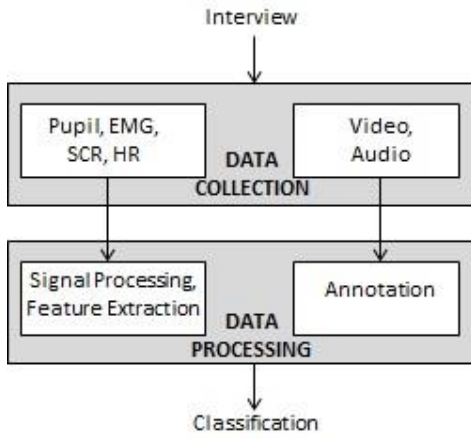 Interview
Pupil, EMG,
SCR, HR
Video,
Audio
DATA
COLLECTION
Signal Processing,
Feature Extraction
Annotation
DATA
PROCESSING
Classification